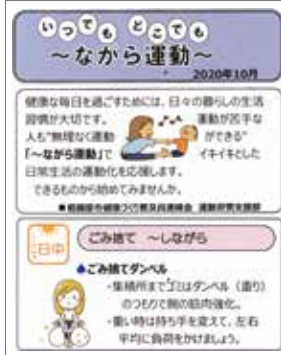 いつでも どこでも
～ながら運動～
2020年10月
健康な毎日を過ごすためには、日々の暮らしの生活
習慣が大切です。 運動が苦手な
人も"無理なく運動 ができる"
「～ながら運動」で イキイキとした
日常生活の運動化を応援します。
できるものから始めてみませんか。
日中
ごみ捨て ～しながら
◆ごみ捨てダンベル
・集積所までゴミはダンベル（重り）
のつもりで腕の筋肉強化。
・重い時は持ち手を変えて、左右
平均に負荷をかけましょう。